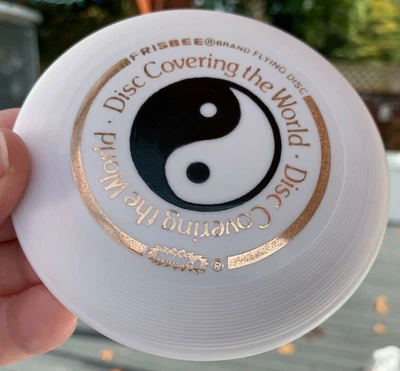 FRISBEE® BRAND FLYING DISC
Disc Covering the World · Disc Covering the World ·
®